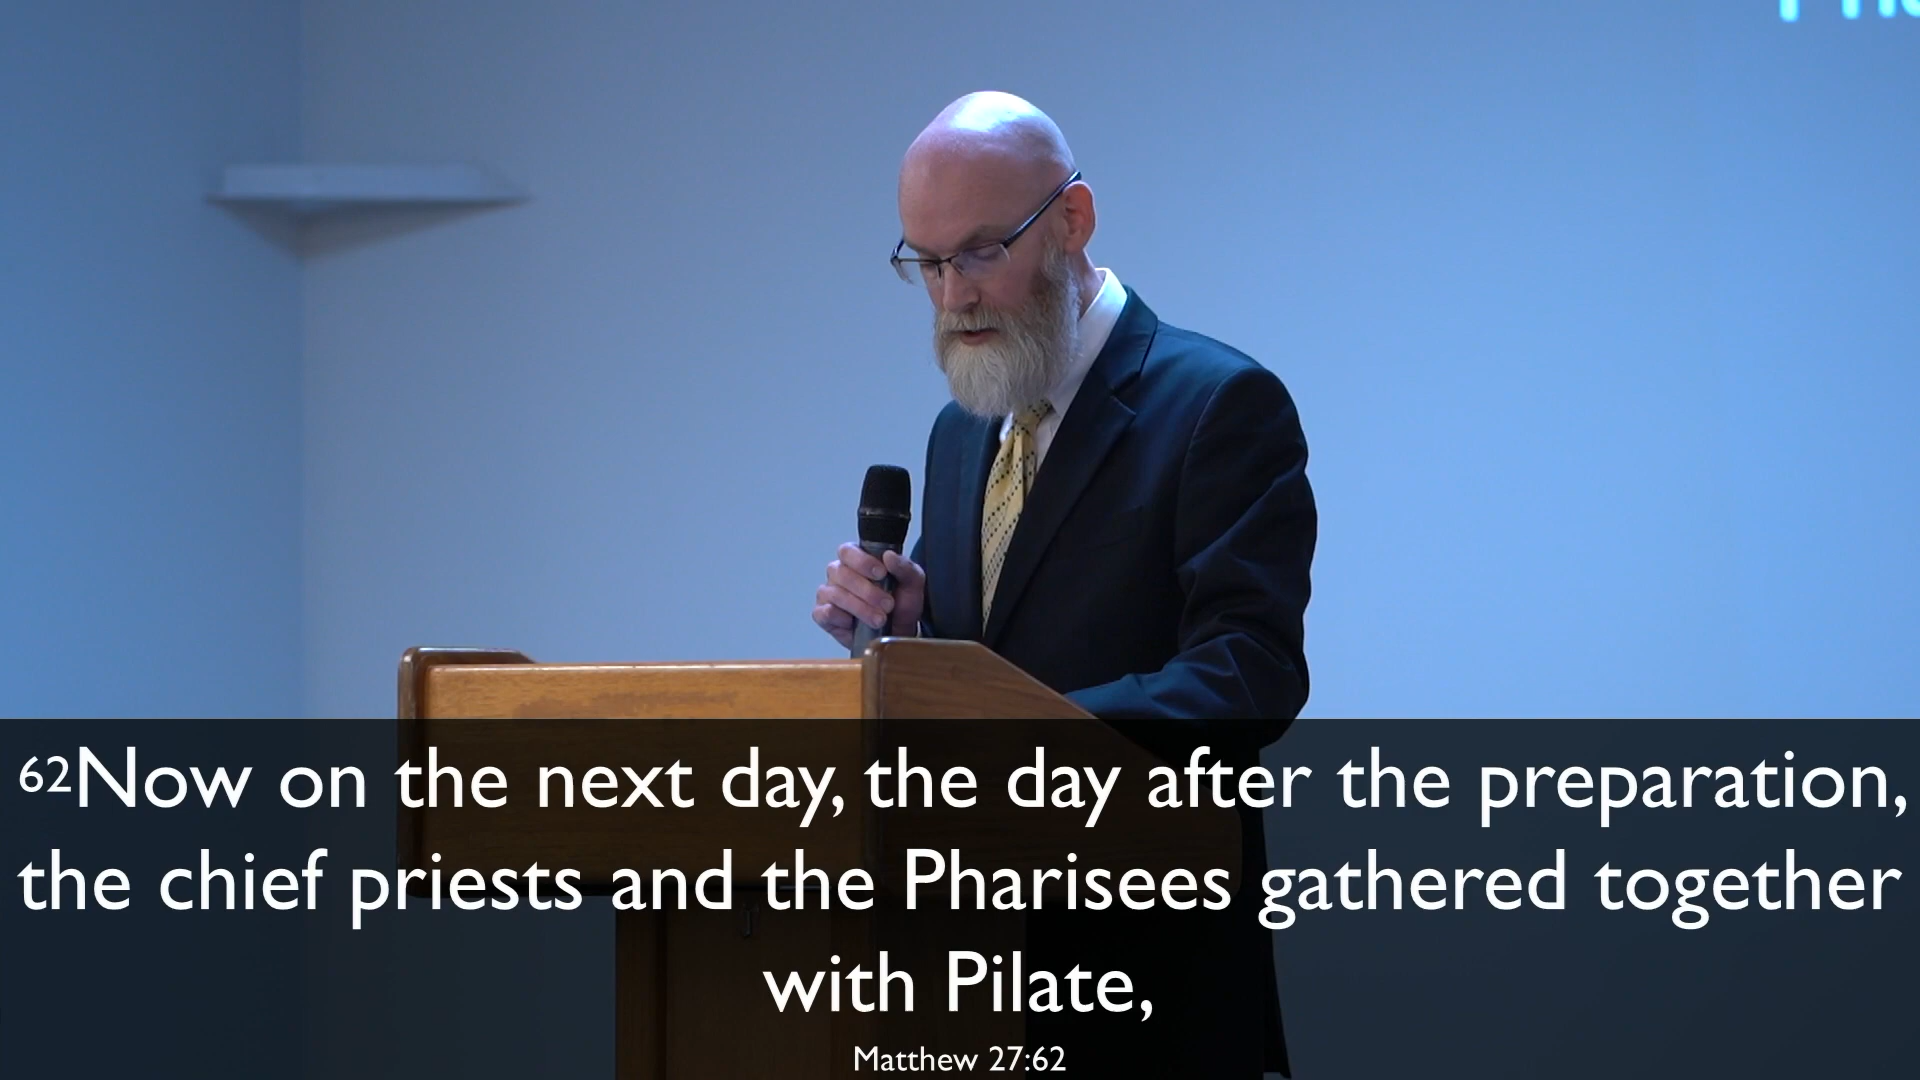 62Now on the next day, the day after the preparation,
the chief priests and the Pharisees gathered together
with Pilate,
Matthew 27:62